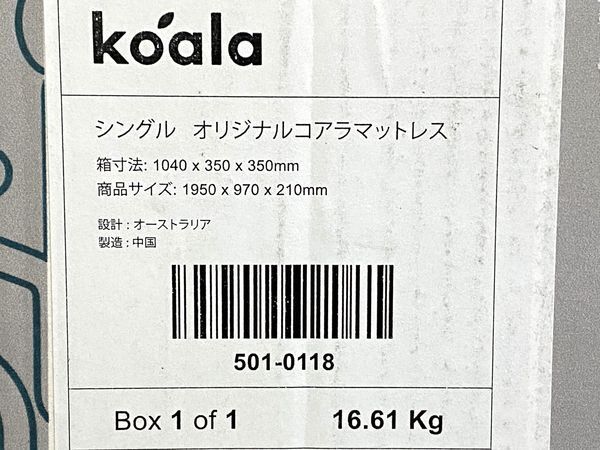 koala
シングル オリジナルコアラマットレス
箱寸法: 1040 x 350 x 350mm
商品サイズ: 1950 x 970 x 210mm
設計 : オーストラリア
製造 : 中国
501-0118
Box 1 of 1 16.61 Kg